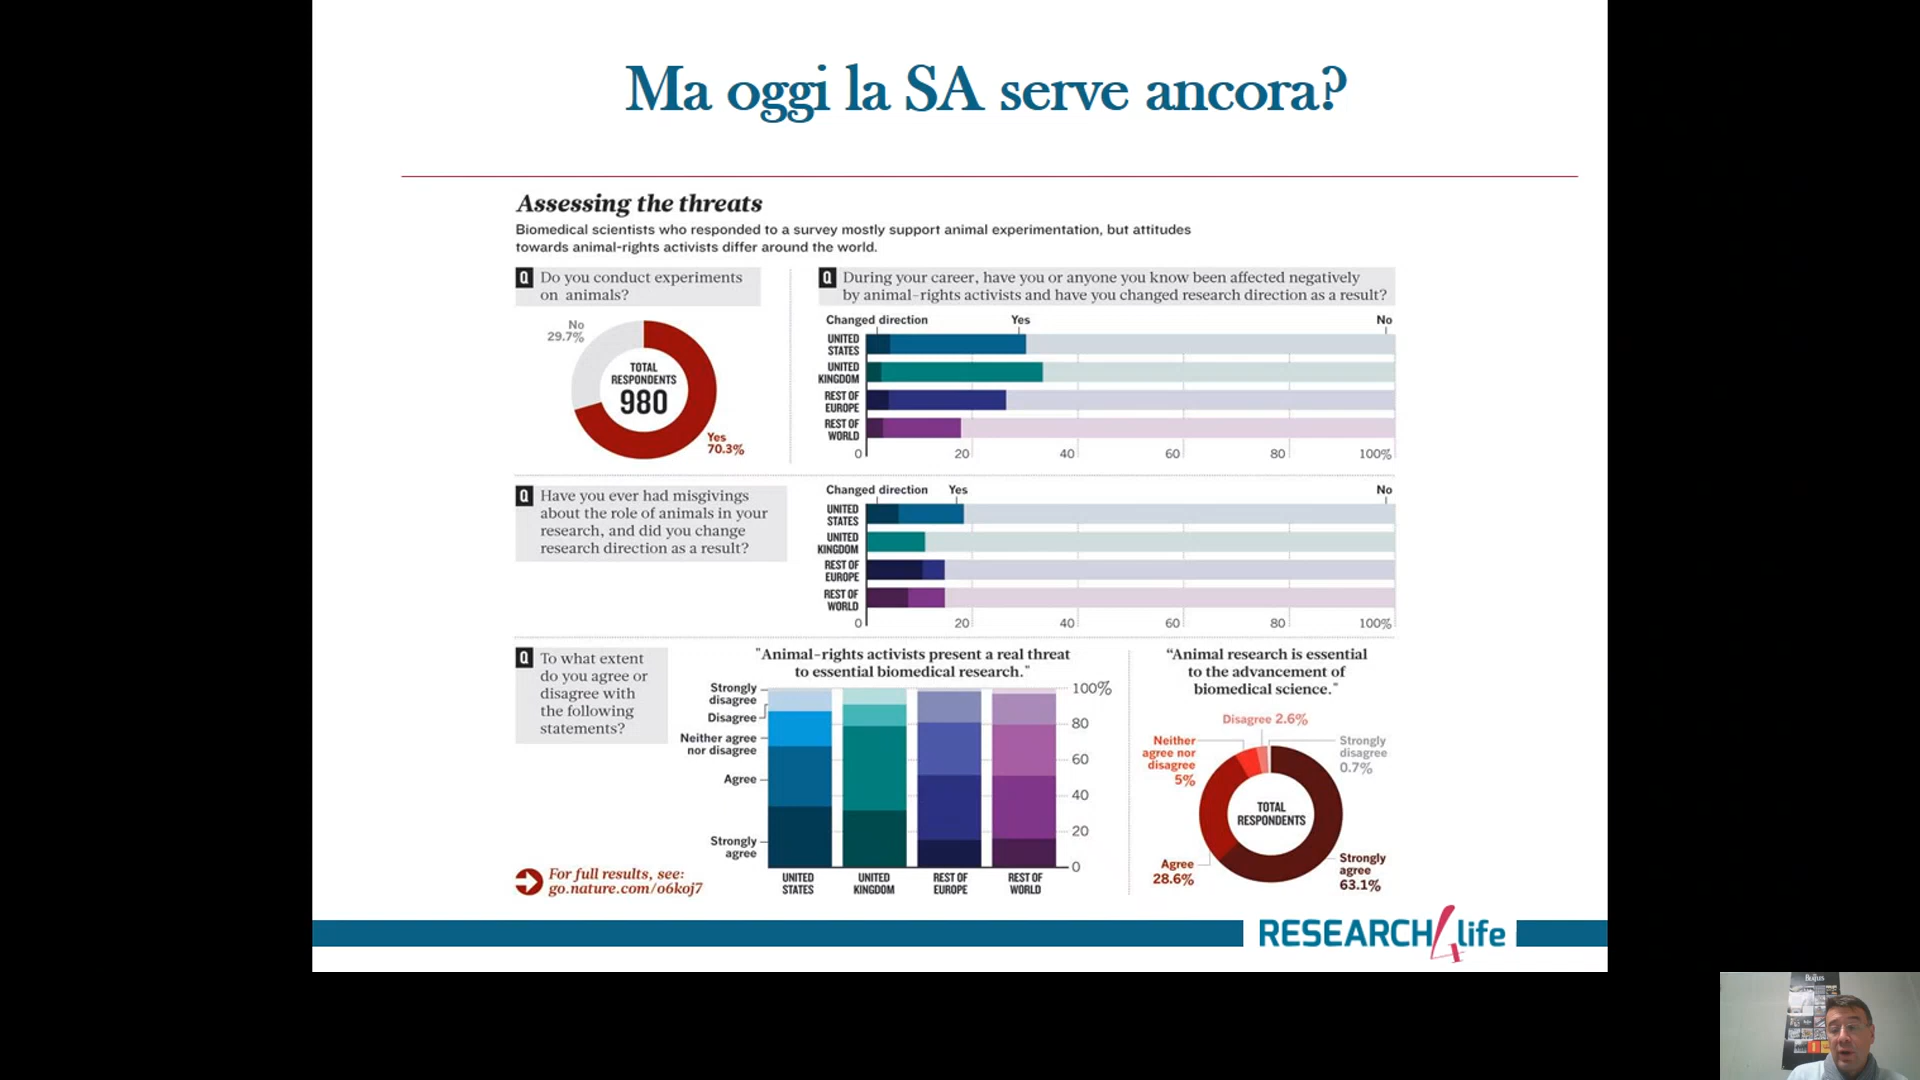 Ma oggi la SA serve ancora?
Assessing the threats
Biomedical scientists who responded to a survey mostly support animal experimentation, but attitudes
towards animal-rights activists differ around the world.
Q Do you conduct experiments
on animals?
No
29.7%
TOTAL
RESPONDENTS
980
Yes
70.3%
Q During your career, have you or anyone you know been affected negatively
by animal-rights activists and have you changed research direction as a result?
Changed direction Yes No
UNITED
STATES
UNITED
KINGDOM
REST OF
EUROPE
REST OF
WORLD
0 20 40 60 80 100%
Q Have you ever had misgivings
about the role of animals in your
research, and did you change
research direction as a result?
Changed direction Yes No
UNITED
STATES
UNITED
KINGDOM
REST OF
EUROPE
REST OF
WORLD
0 20 40 60 80 100%
Q To what extent
do you agree or
disagree with
the following
statements?
"Animal-rights activists present a real threat
to essential biomedical research."
Strongly
disagree
Disagree
Neither agree
nor disagree
Agree
Strongly
agree
100%
80
60
40
20
0
UNITED
STATES
UNITED
KINGDOM
REST OF
EUROPE
REST OF
WORLD
“Animal research is essential
to the advancement of
biomedical science."
Disagree 2.6%
Neither
agree nor
disagree
5%
Strongly
disagree
0.7%
TOTAL
RESPONDENTS
Agree
28.6%
Strongly
agree
63.1%
For full results, see:
go.nature.com/o6koj7
RESEARCH4life